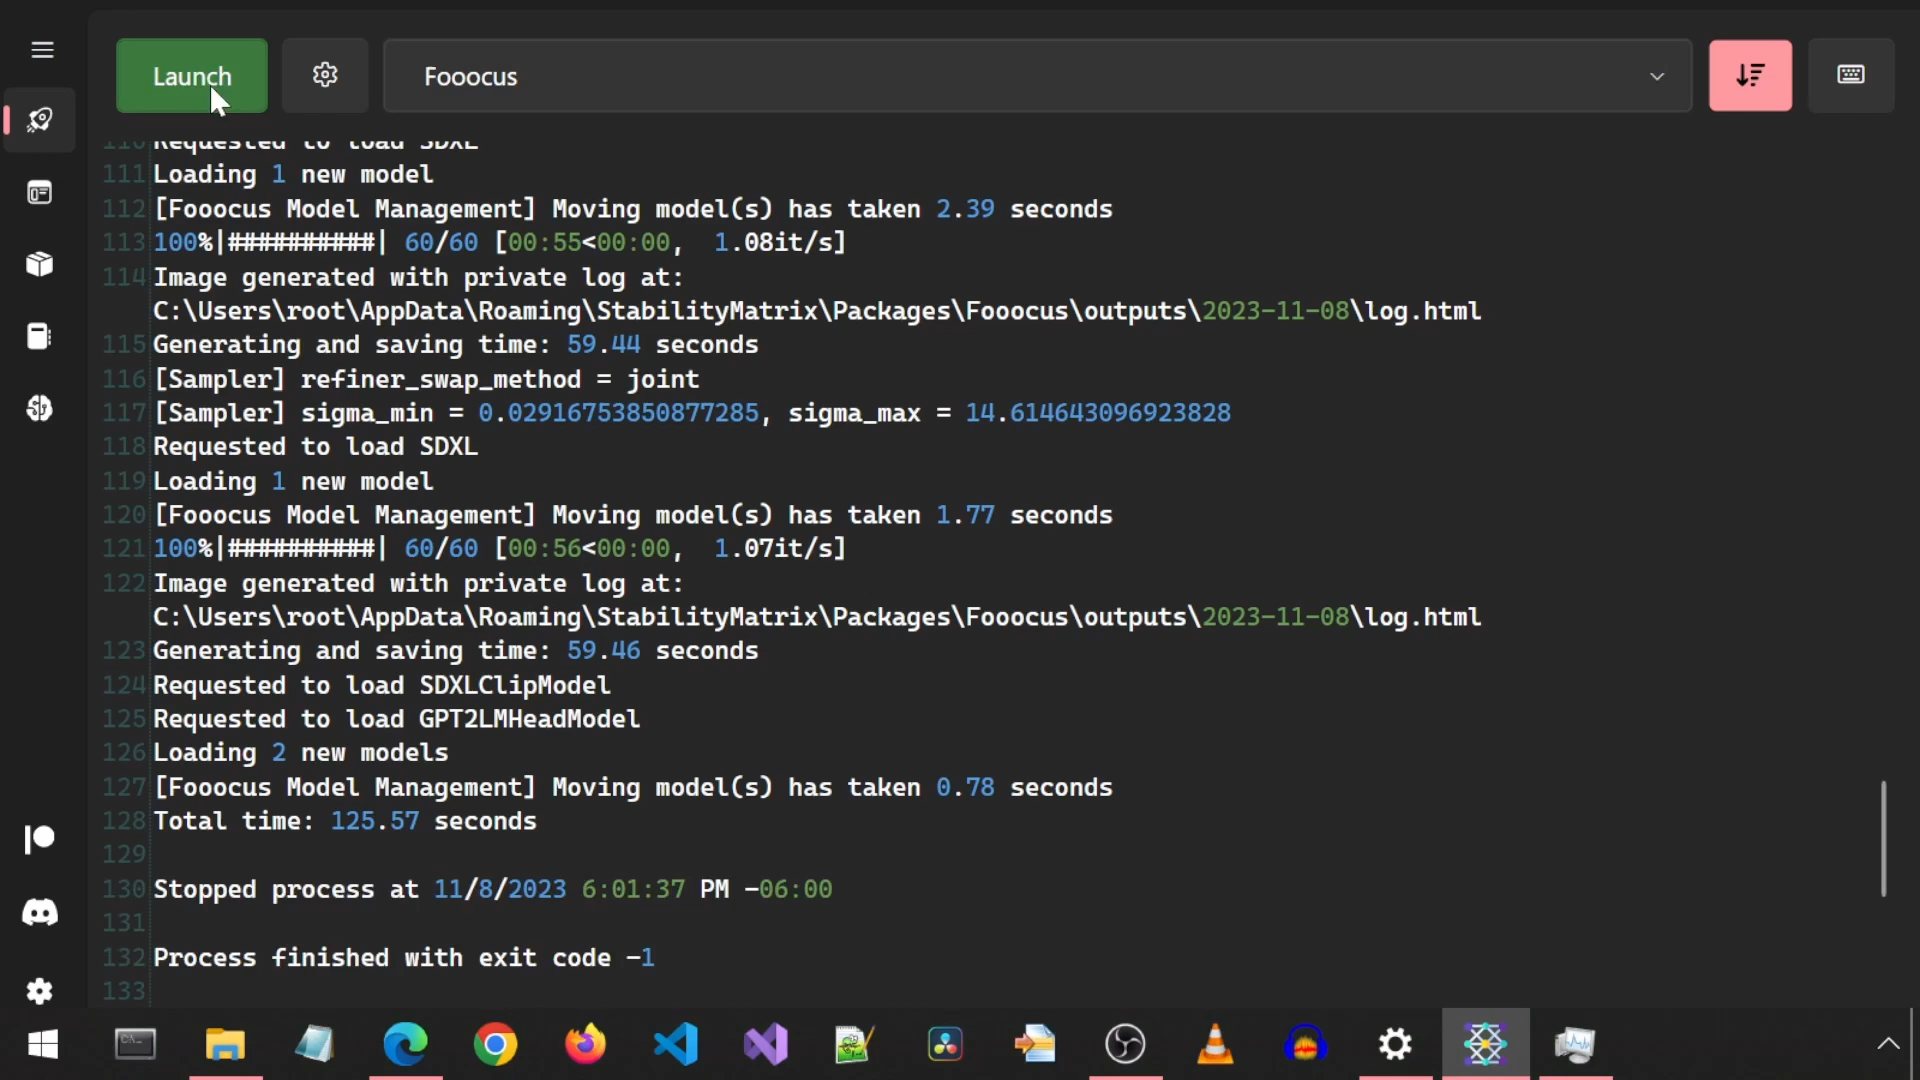 Launch
Fooocus
110 Requested to load SDXL
111 Loading 1 new model
112 [Fooocus Model Management] Moving model(s) has taken 2.39 seconds
113 100%|##########| 60/60 [00:55<00:00,  1.08it/s]
114 Image generated with private log at:
C:\Users\root\AppData\Roaming\StabilityMatrix\Packages\Fooocus\outputs\2023-11-08\log.html
115 Generating and saving time: 59.44 seconds
116 [Sampler] refiner_swap_method = joint
117 [Sampler] sigma_min = 0.02916753850877285, sigma_max = 14.614643096923828
118 Requested to load SDXL
119 Loading 1 new model
120 [Fooocus Model Management] Moving model(s) has taken 1.77 seconds
121 100%|##########| 60/60 [00:56<00:00,  1.07it/s]
122 Image generated with private log at:
C:\Users\root\AppData\Roaming\StabilityMatrix\Packages\Fooocus\outputs\2023-11-08\log.html
123 Generating and saving time: 59.46 seconds
124 Requested to load SDXLClipModel
125 Requested to load GPT2LMHeadModel
126 Loading 2 new models
127 [Fooocus Model Management] Moving model(s) has taken 0.78 seconds
128 Total time: 125.57 seconds
129
130 Stopped process at 11/8/2023 6:01:37 PM -06:00
131
132 Process finished with exit code -1
133